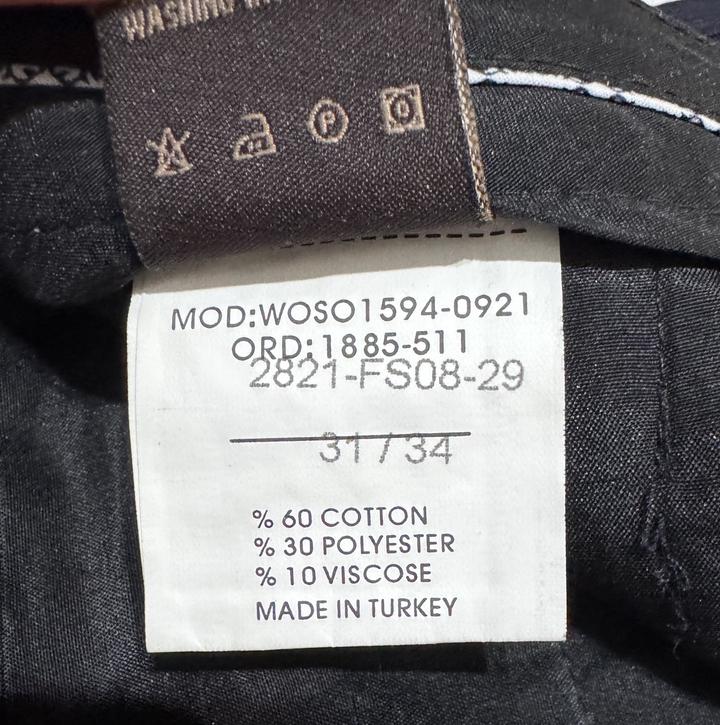 WASHING
P
MOD:WOSO1594-0921
ORD:1885-511
2821-FS08-29
31 / 34
% 60 COTTON
% 30 POLYESTER
% 10 VISCOSE
MADE IN TURKEY